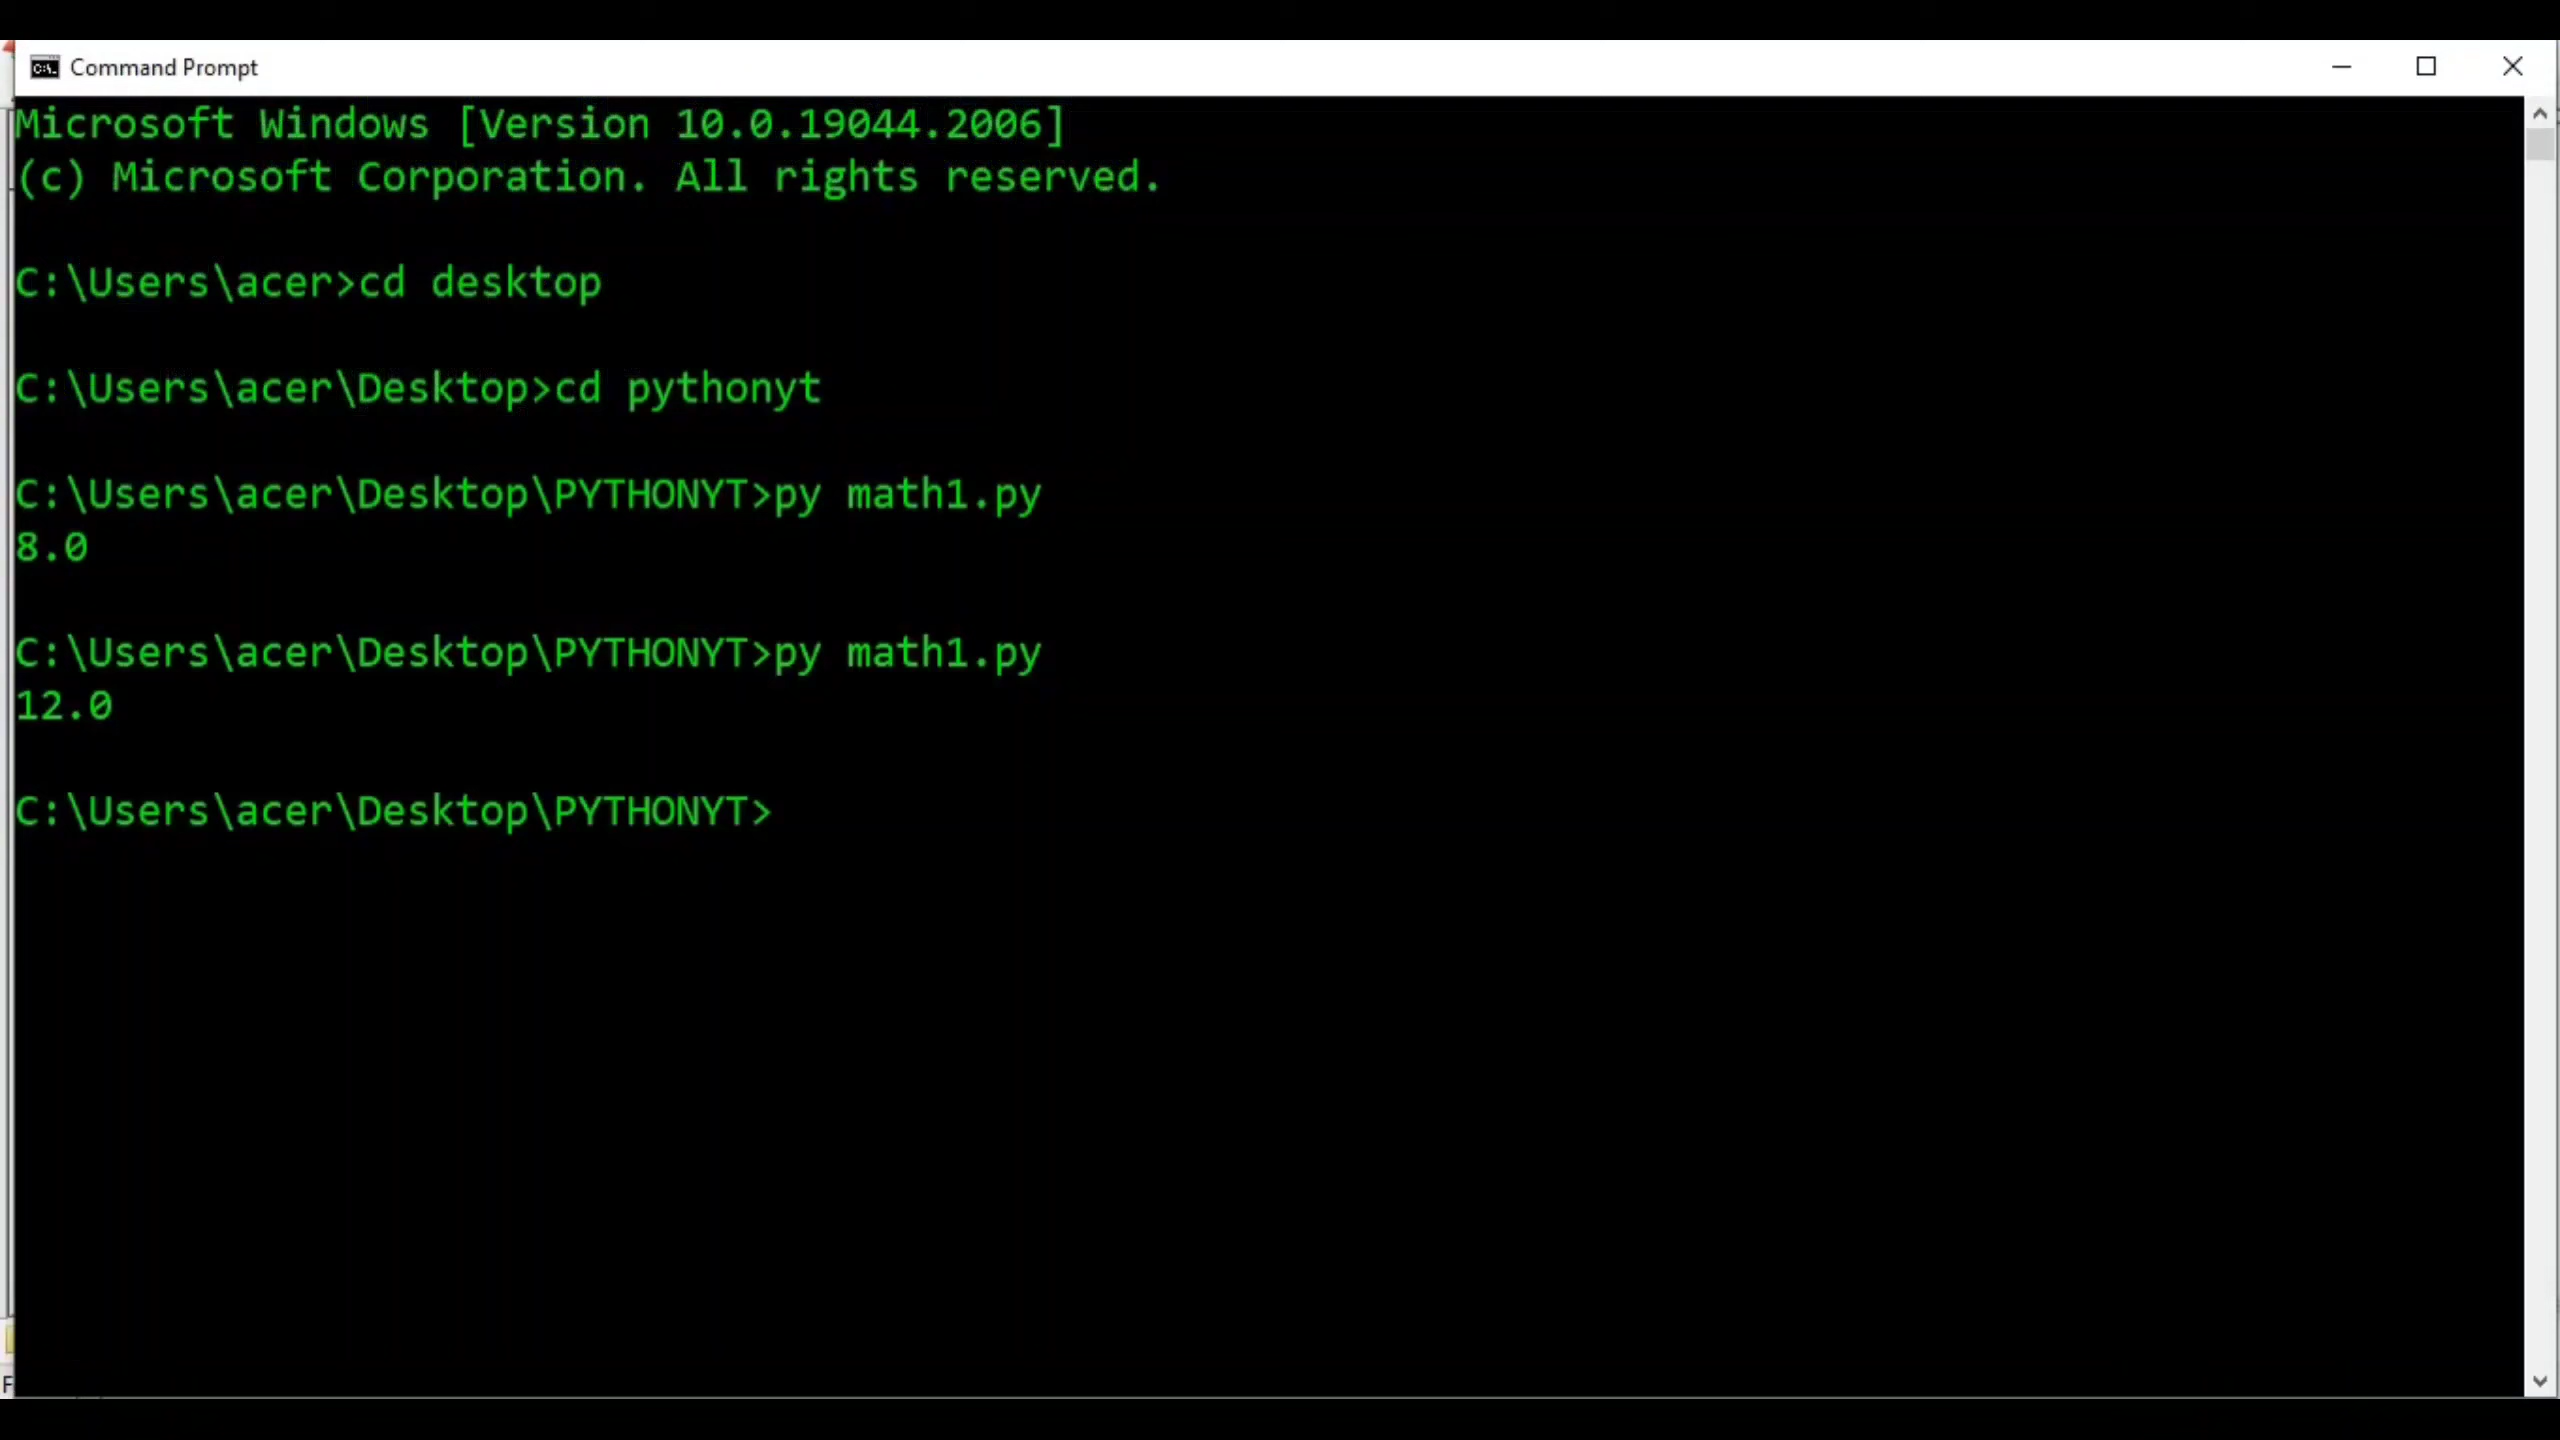 Command Prompt
Microsoft Windows [Version 10.0.19044.2006]
(c) Microsoft Corporation. All rights reserved.
C:\Users\acer>cd desktop
C:\Users\acer\Desktop>cd pythonyt
C:\Users\acer\Desktop\PYTHONYT>py math1.py
8.0
C:\Users\acer\Desktop\PYTHONYT>py math1.py
12.0
C:\Users\acer\Desktop\PYTHONYT>